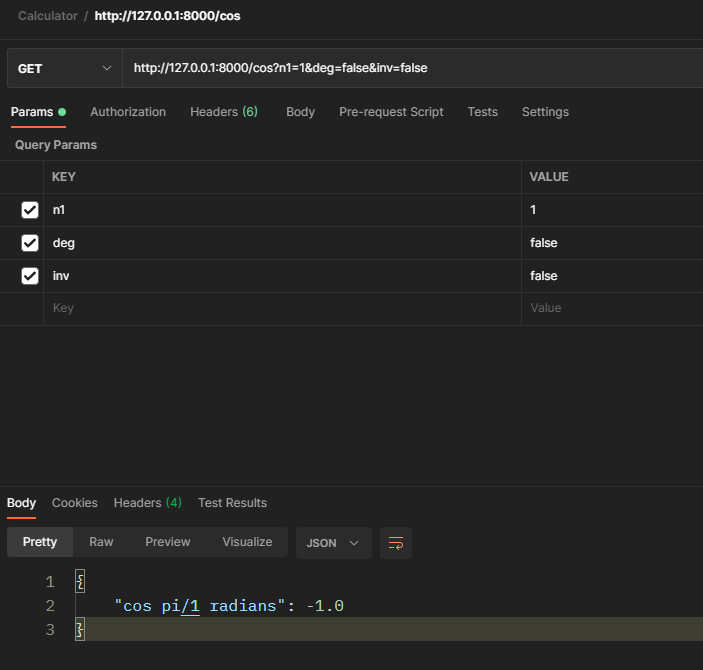 Calculator / http://127.0.0.1:8000/cos
GET http://127.0.0.1:8000/cos?n1=1&deg=false&inv=false
Params Authorization Headers (6) Body Pre-request Script Tests Settings
Query Params
KEY VALUE
n1 1
deg false
inv false
Key Value
Body Cookies Headers (4) Test Results
Pretty Raw Preview Visualize JSON
1 {
2 "cos pi/1 radians": -1.0
3 }